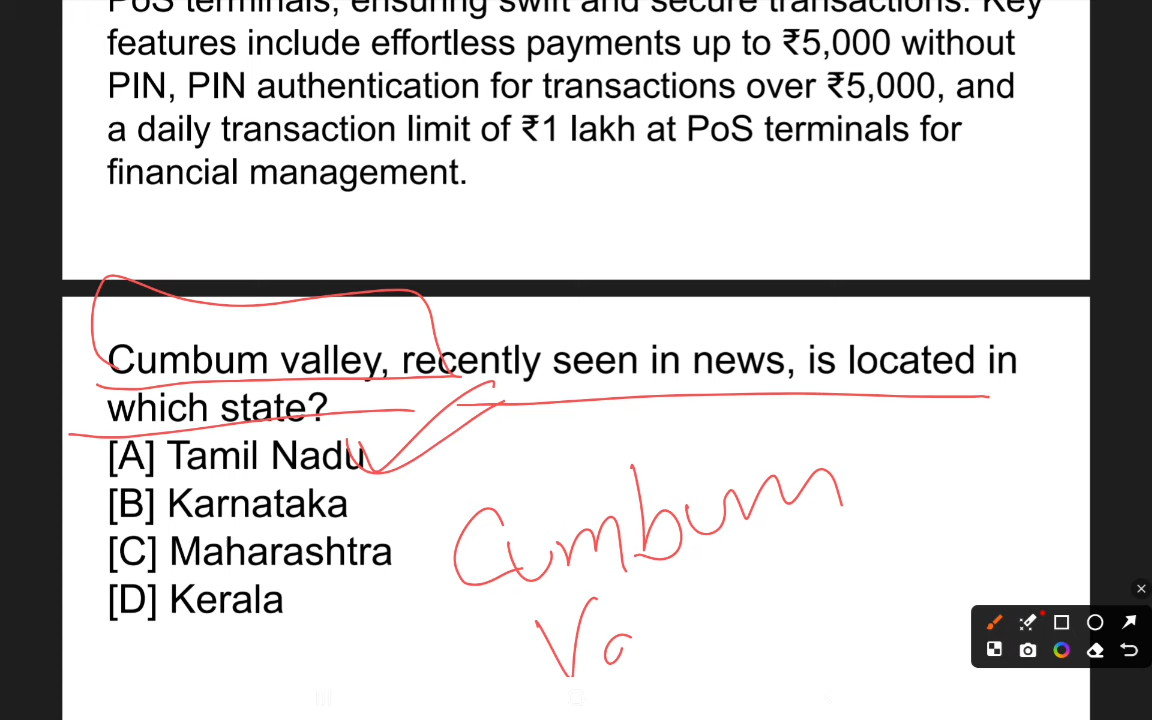 PoS terminals, ensuring swift and secure transactions. Key
features include effortless payments up to ₹5,000 without
PIN, PIN authentication for transactions over ₹5,000, and
a daily transaction limit of ₹1 lakh at PoS terminals for
financial management.
Cumbum valley, recently seen in news, is located in
which state?
[A] Tamil Nadu
[B] Karnataka
[C] Maharashtra
[D] Kerala
Cumbum
Va